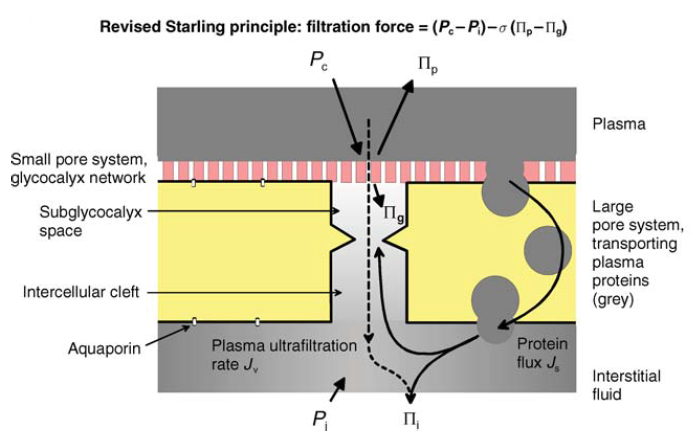 Revised Starling principle: filtration force = (Pc–Pi)–σ (Πp–Πg)
Pc
Πp
Plasma
Small pore system,
glycocalyx network
Subglycocalyx
space
Πg
Large
pore system,
transporting
plasma
proteins
(grey)
Intercellular cleft
Aquaporin
Plasma ultrafiltration
rate Jv
Protein
flux Js
Interstitial
fluid
Pi
Πi